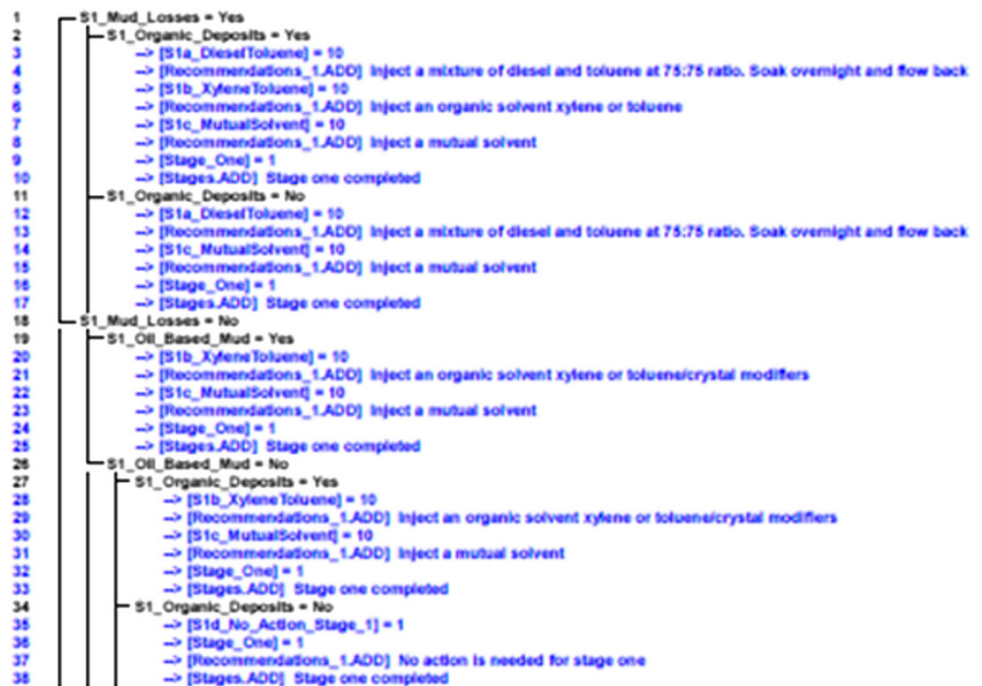 1 S1_Mud_Losses = Yes
2 S1_Organic_Deposits = Yes
3 --> [S1a_DieselToluene] = 10
4 --> [Recommendations_1.ADD] Inject a mixture of diesel and toluene at 75:75 ratio. Soak overnight and flow back
5 --> [S1b_XyleneToluene] = 10
6 --> [Recommendations_1.ADD] Inject an organic solvent xylene or toluene
7 --> [S1c_MutualSolvent] = 10
8 --> [Recommendations_1.ADD] Inject a mutual solvent
9 --> [Stage_One] = 1
10 --> [Stages.ADD] Stage one completed
11 S1_Organic_Deposits = No
12 --> [S1a_DieselToluene] = 10
13 --> [Recommendations_1.ADD] Inject a mixture of diesel and toluene at 75:75 ratio. Soak overnight and flow back
14 --> [S1c_MutualSolvent] = 10
15 --> [Recommendations_1.ADD] Inject a mutual solvent
16 --> [Stage_One] = 1
17 --> [Stages.ADD] Stage one completed
18 S1_Mud_Losses = No
19 S1_Oil_Based_Mud = Yes
20 --> [S1b_XyleneToluene] = 10
21 --> [Recommendations_1.ADD] Inject an organic solvent xylene or toluene/crystal modifiers
22 --> [S1c_MutualSolvent] = 10
23 --> [Recommendations_1.ADD] Inject a mutual solvent
24 --> [Stage_One] = 1
25 --> [Stages.ADD] Stage one completed
26 S1_Oil_Based_Mud = No
27 S1_Organic_Deposits = Yes
28 --> [S1b_XyleneToluene] = 10
29 --> [Recommendations_1.ADD] Inject an organic solvent xylene or toluene/crystal modifiers
30 --> [S1c_MutualSolvent] = 10
31 --> [Recommendations_1.ADD] Inject a mutual solvent
32 --> [Stage_One] = 1
33 --> [Stages.ADD] Stage one completed
34 S1_Organic_Deposits = No
35 --> [S1d_No_Action_Stage_1] = 1
36 --> [Stage_One] = 1
37 --> [Recommendations_1.ADD] No action is needed for stage one
38 --> [Stages.ADD] Stage one completed